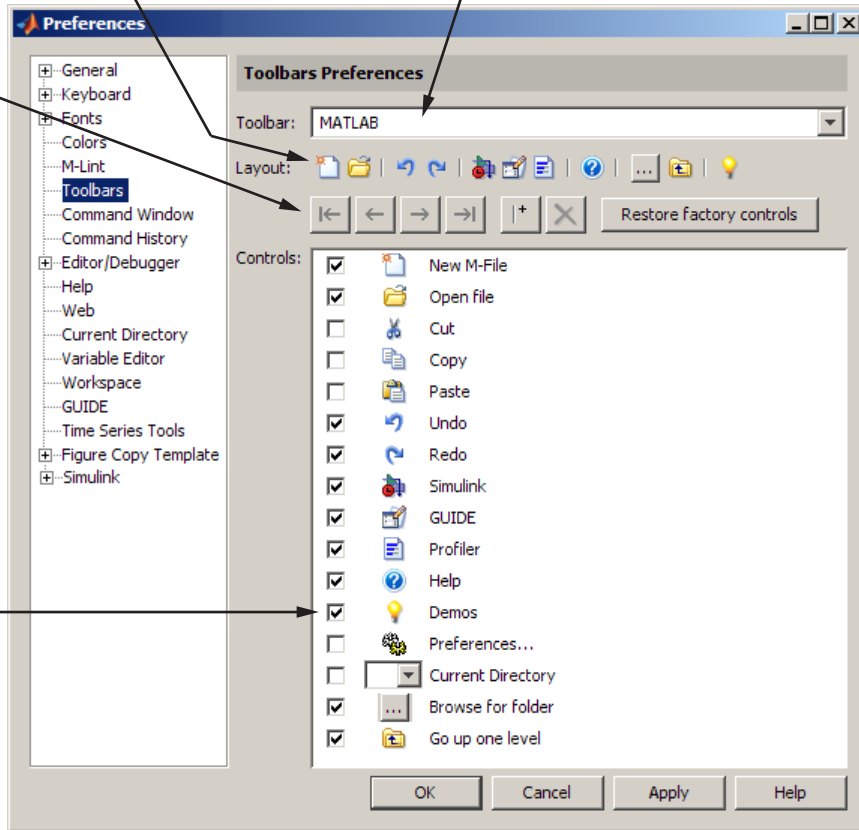 Preferences
General
Keyboard
Fonts
Colors
M-Lint
Toolbars
Command Window
Command History
Editor/Debugger
Help
Web
Current Directory
Variable Editor
Workspace
GUIDE
Time Series Tools
Figure Copy Template
Simulink
Toolbars Preferences
Toolbar: MATLAB
Layout:
...
Restore factory controls
Controls:
New M-File
Open file
Cut
Copy
Paste
Undo
Redo
Simulink
GUIDE
Profiler
Help
Demos
Preferences...
Current Directory
... Browse for folder
Go up one level
OK Cancel Apply Help